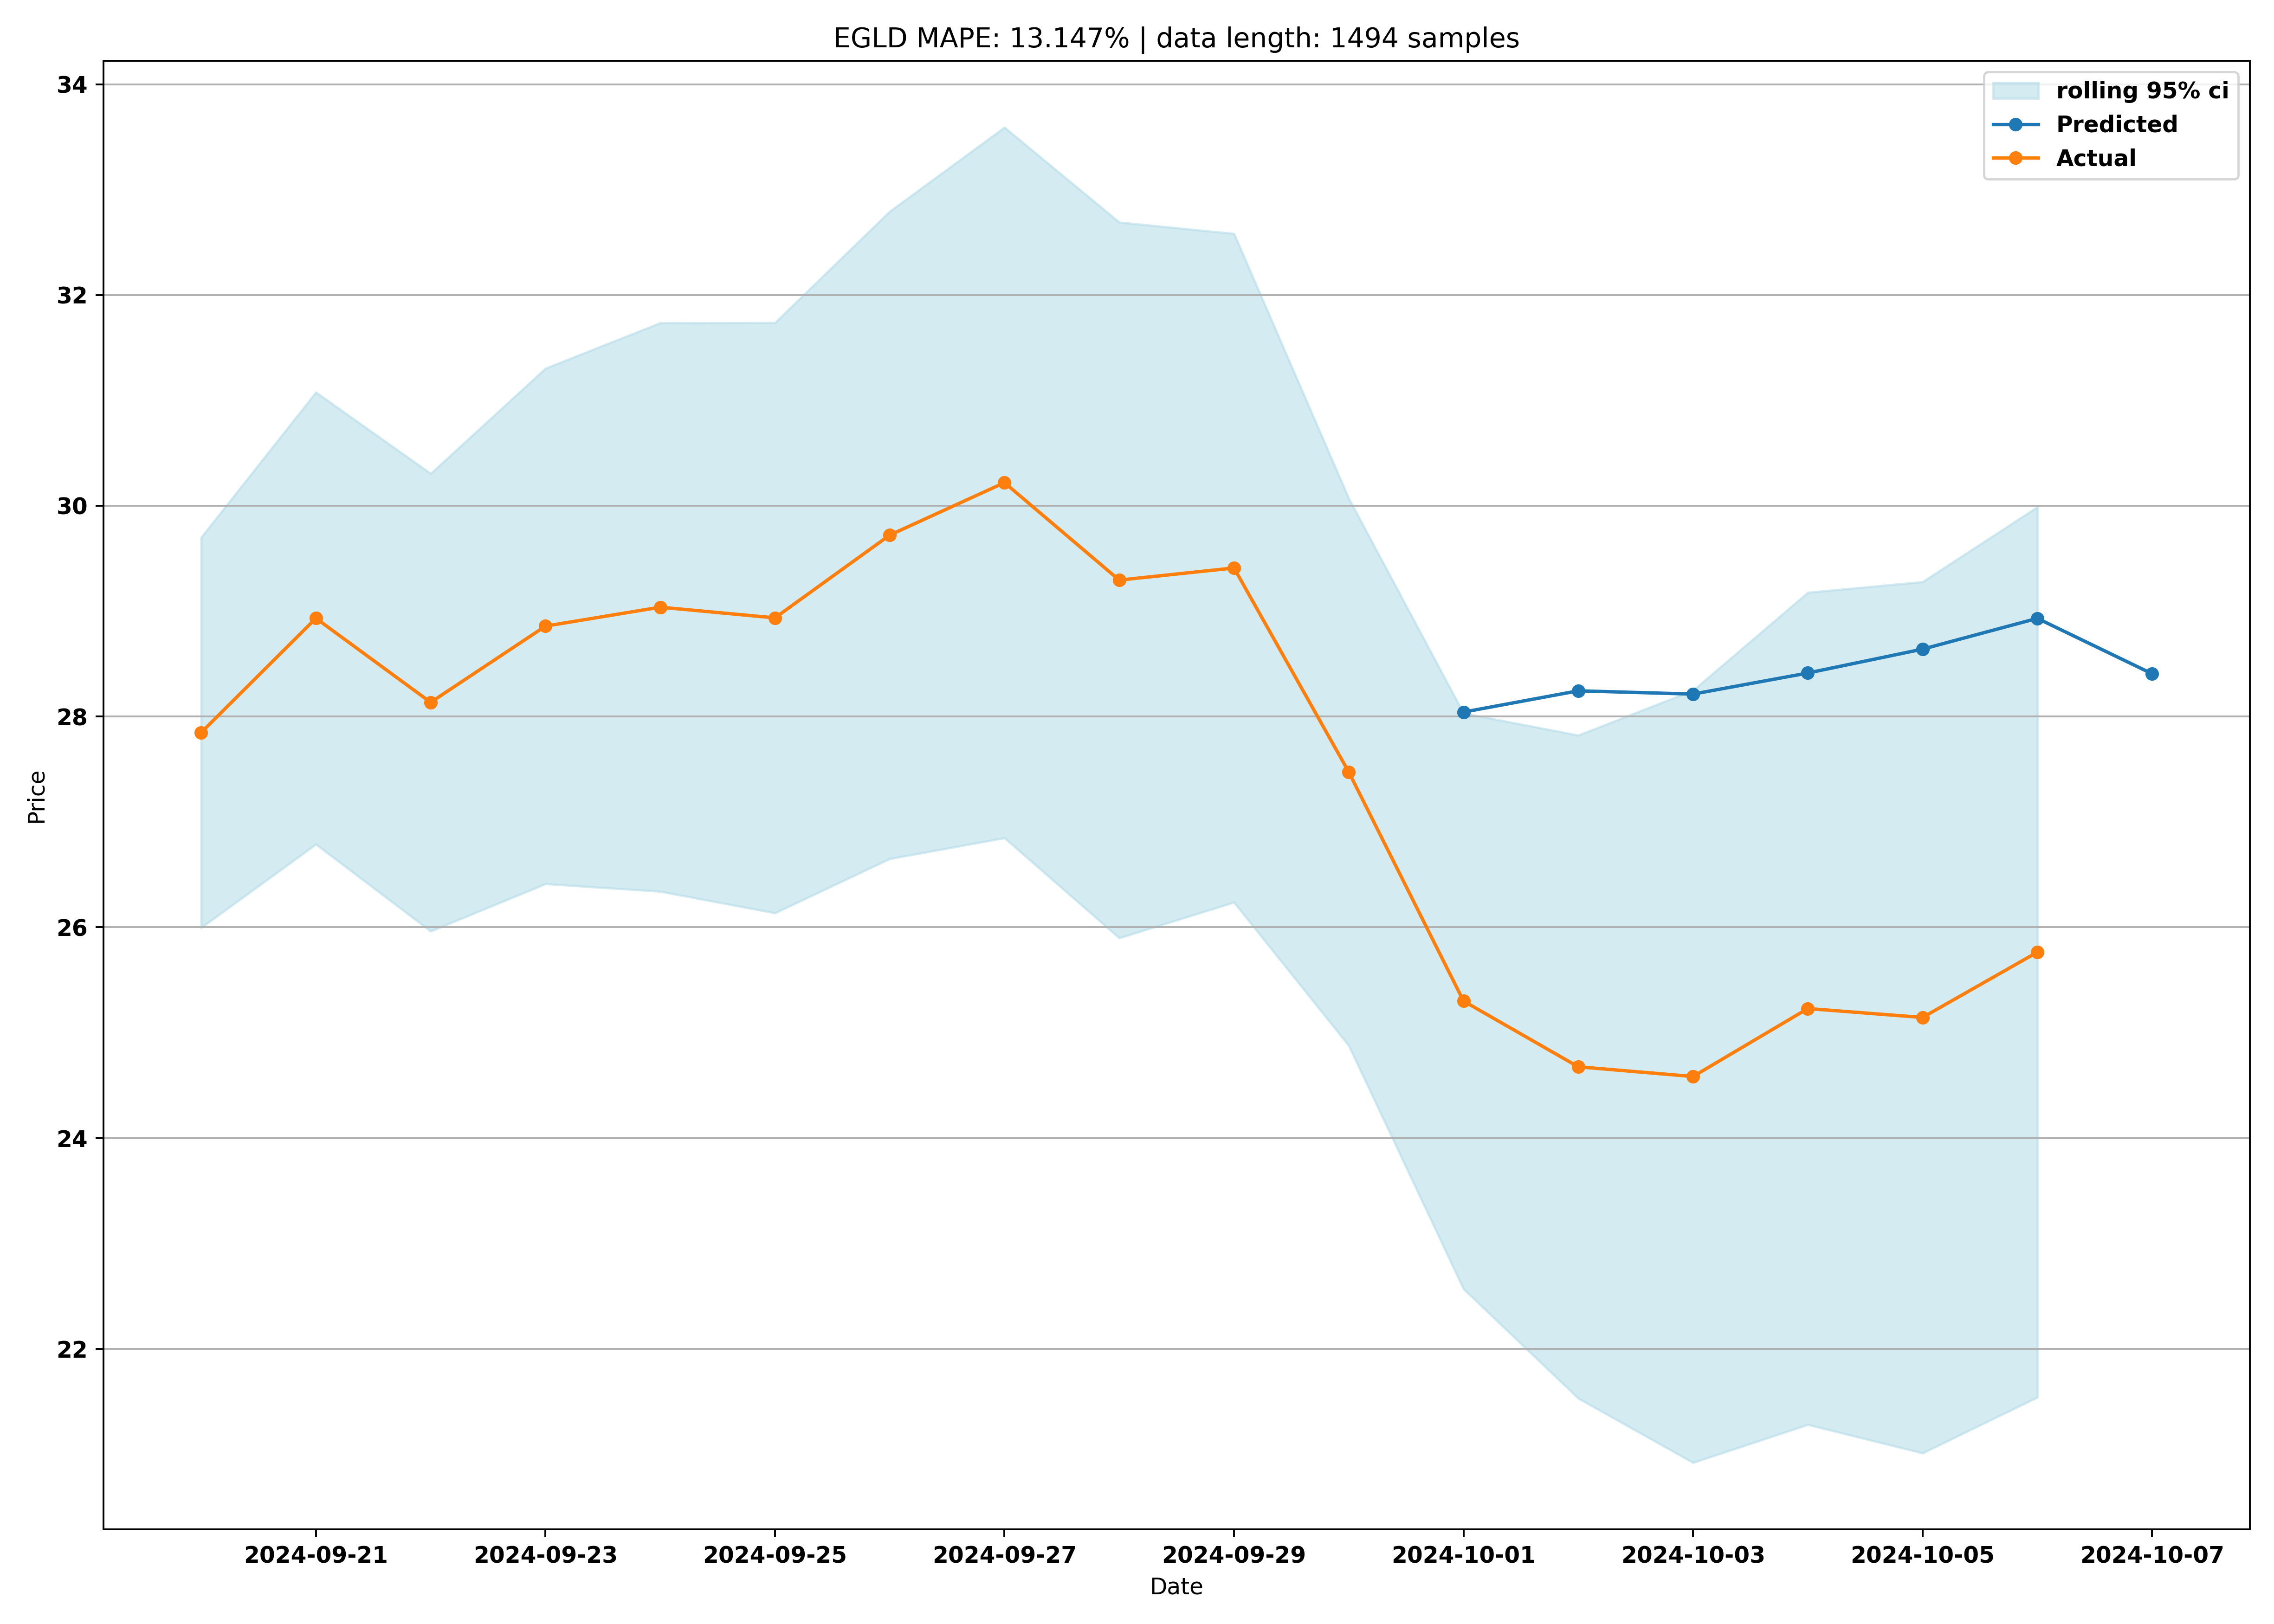 EGLD MAPE: 13.147% | data length: 1494 samples
rolling 95% ci
Predicted
Actual
34
32
30
28
26
24
22
Price
2024-09-21 2024-09-23 2024-09-25 2024-09-27 2024-09-29 2024-10-01 2024-10-03 2024-10-05 2024-10-07
Date